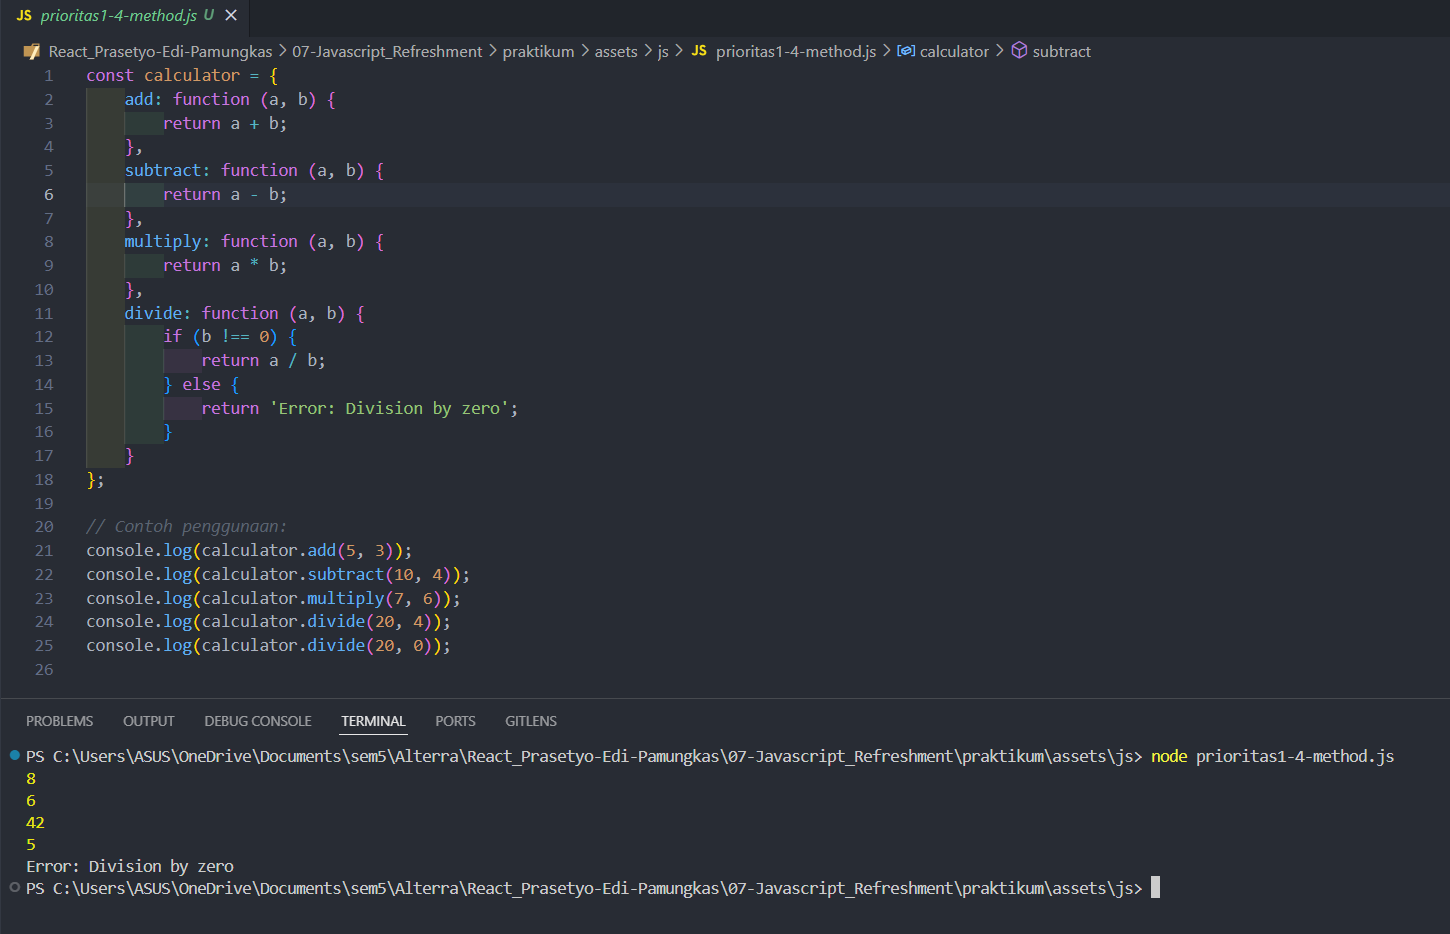 JS prioritas1-4-method.js U ×
React_Prasetyo-Edi-Pamungkas > 07-Javascript_Refreshment > praktikum > assets > js > JS prioritas1-4-method.js > calculator > subtract
1 const calculator = {
2     add: function (a, b) {
3         return a + b;
4     },
5     subtract: function (a, b) {
6         return a - b;
7     },
8     multiply: function (a, b) {
9         return a * b;
10     },
11     divide: function (a, b) {
12         if (b !== 0) {
13             return a / b;
14         } else {
15             return 'Error: Division by zero';
16         }
17     }
18 };
19
20 // Contoh penggunaan:
21 console.log(calculator.add(5, 3));
22 console.log(calculator.subtract(10, 4));
23 console.log(calculator.multiply(7, 6));
24 console.log(calculator.divide(20, 4));
25 console.log(calculator.divide(20, 0));
26
PROBLEMS OUTPUT DEBUG CONSOLE TERMINAL PORTS GITLENS
PS C:\Users\ASUS\OneDrive\Documents\sem5\Alterra\React_Prasetyo-Edi-Pamungkas\07-Javascript_Refreshment\praktikum\assets\js> node prioritas1-4-method.js
8
6
42
5
Error: Division by zero
PS C:\Users\ASUS\OneDrive\Documents\sem5\Alterra\React_Prasetyo-Edi-Pamungkas\07-Javascript_Refreshment\praktikum\assets\js>